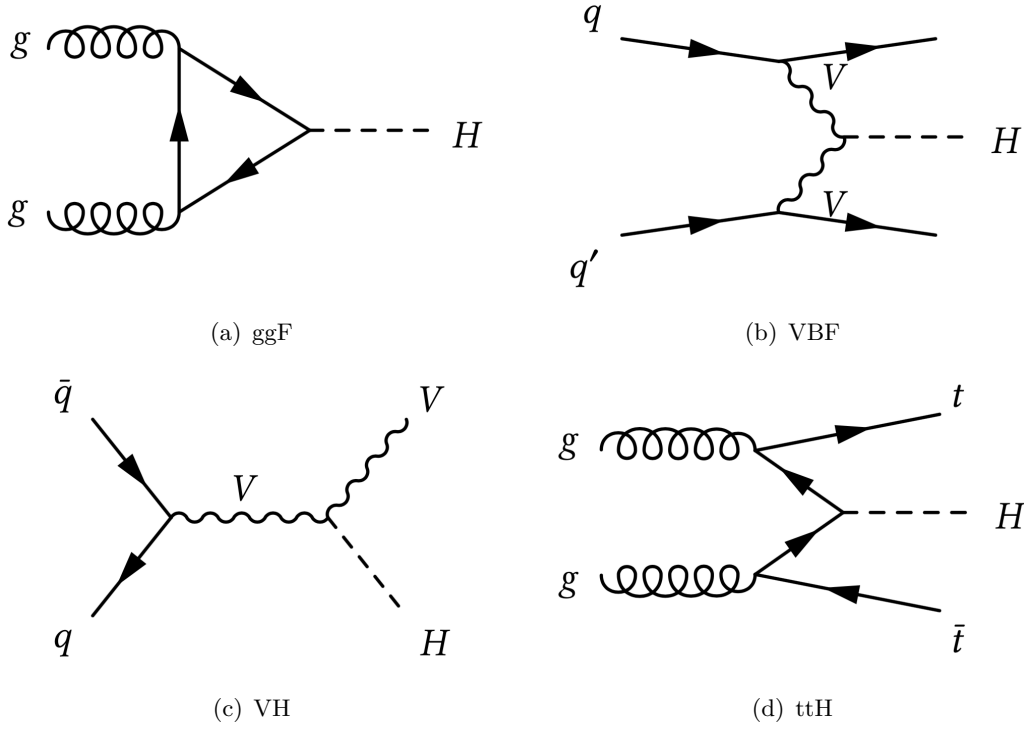 g
g
H
(a) ggF
q
V
H
V
q′
(b) VBF
q̄
V
V
q
H
(c) VH
t
g
H
g
t̄
(d) ttH